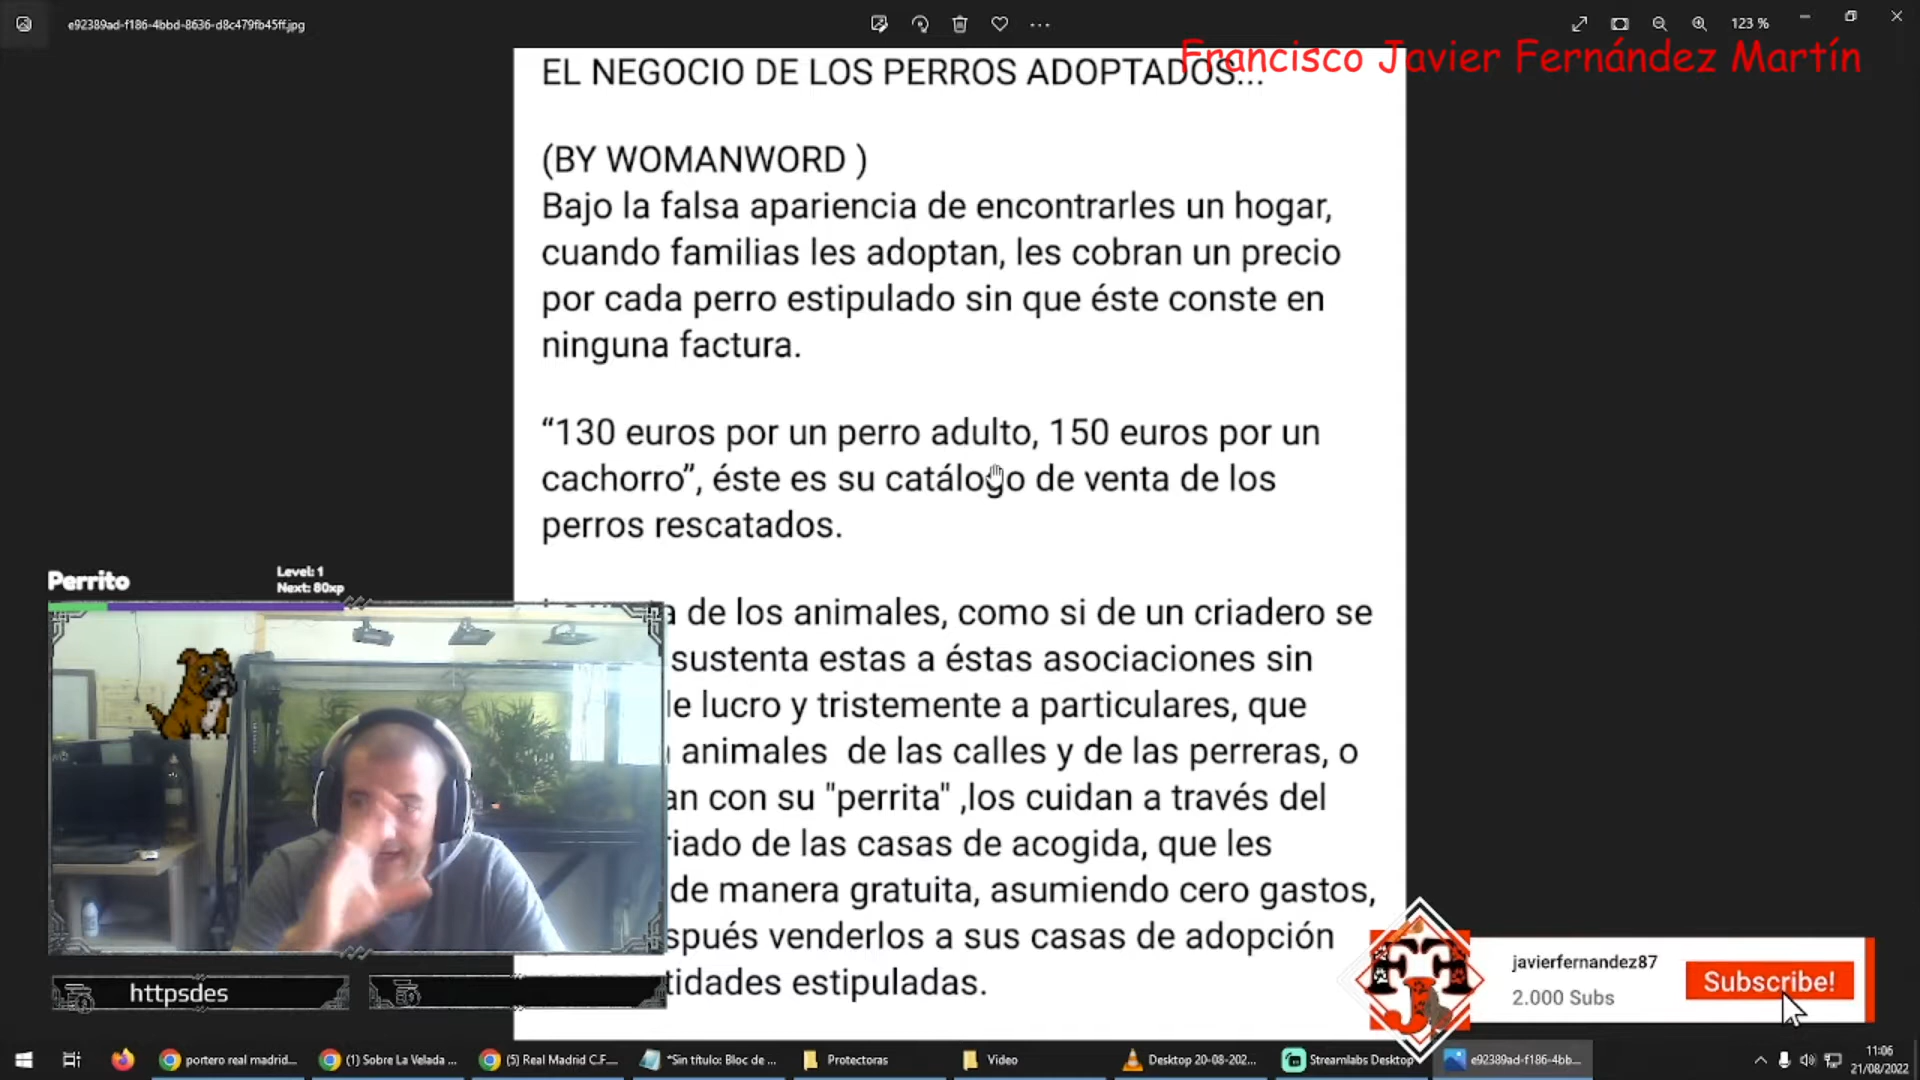 e92389ad-f186-4bbd-8636-d8c479fb45ff.jpg
123 %
Francisco Javier Fernández Martín
EL NEGOCIO DE LOS PERROS ADOPTADOS...
(BY WOMANWORD )
Bajo la falsa apariencia de encontrarles un hogar,
cuando familias les adoptan, les cobran un precio
por cada perro estipulado sin que éste conste en
ninguna factura.
“130 euros por un perro adulto, 150 euros por un
cachorro”, éste es su catálogo de venta de los
perros rescatados.
de los animales, como si de un criadero se
sustenta estas a éstas asociaciones sin
lucro y tristemente a particulares, que
animales de las calles y de las perreras, o
con su "perrita" ,los cuidan a través del
de las casas de acogida, que les
de manera gratuita, asumiendo cero gastos,
venderlos a sus casas de adopción
estipuladas.
Perrito
Level: 1
Next: 80xp
httpsdes
javierfernandez87
2.000 Subs
Subscribe!
portero real madrid...
(1) Sobre La Velada ...
(5) Real Madrid C.F....
*Sin título: Bloc de ...
Protectoras
Video
Desktop 20-08-202...
Streamlabs Desktop
e92389ad-f186-4bb...
11:06
21/08/2022